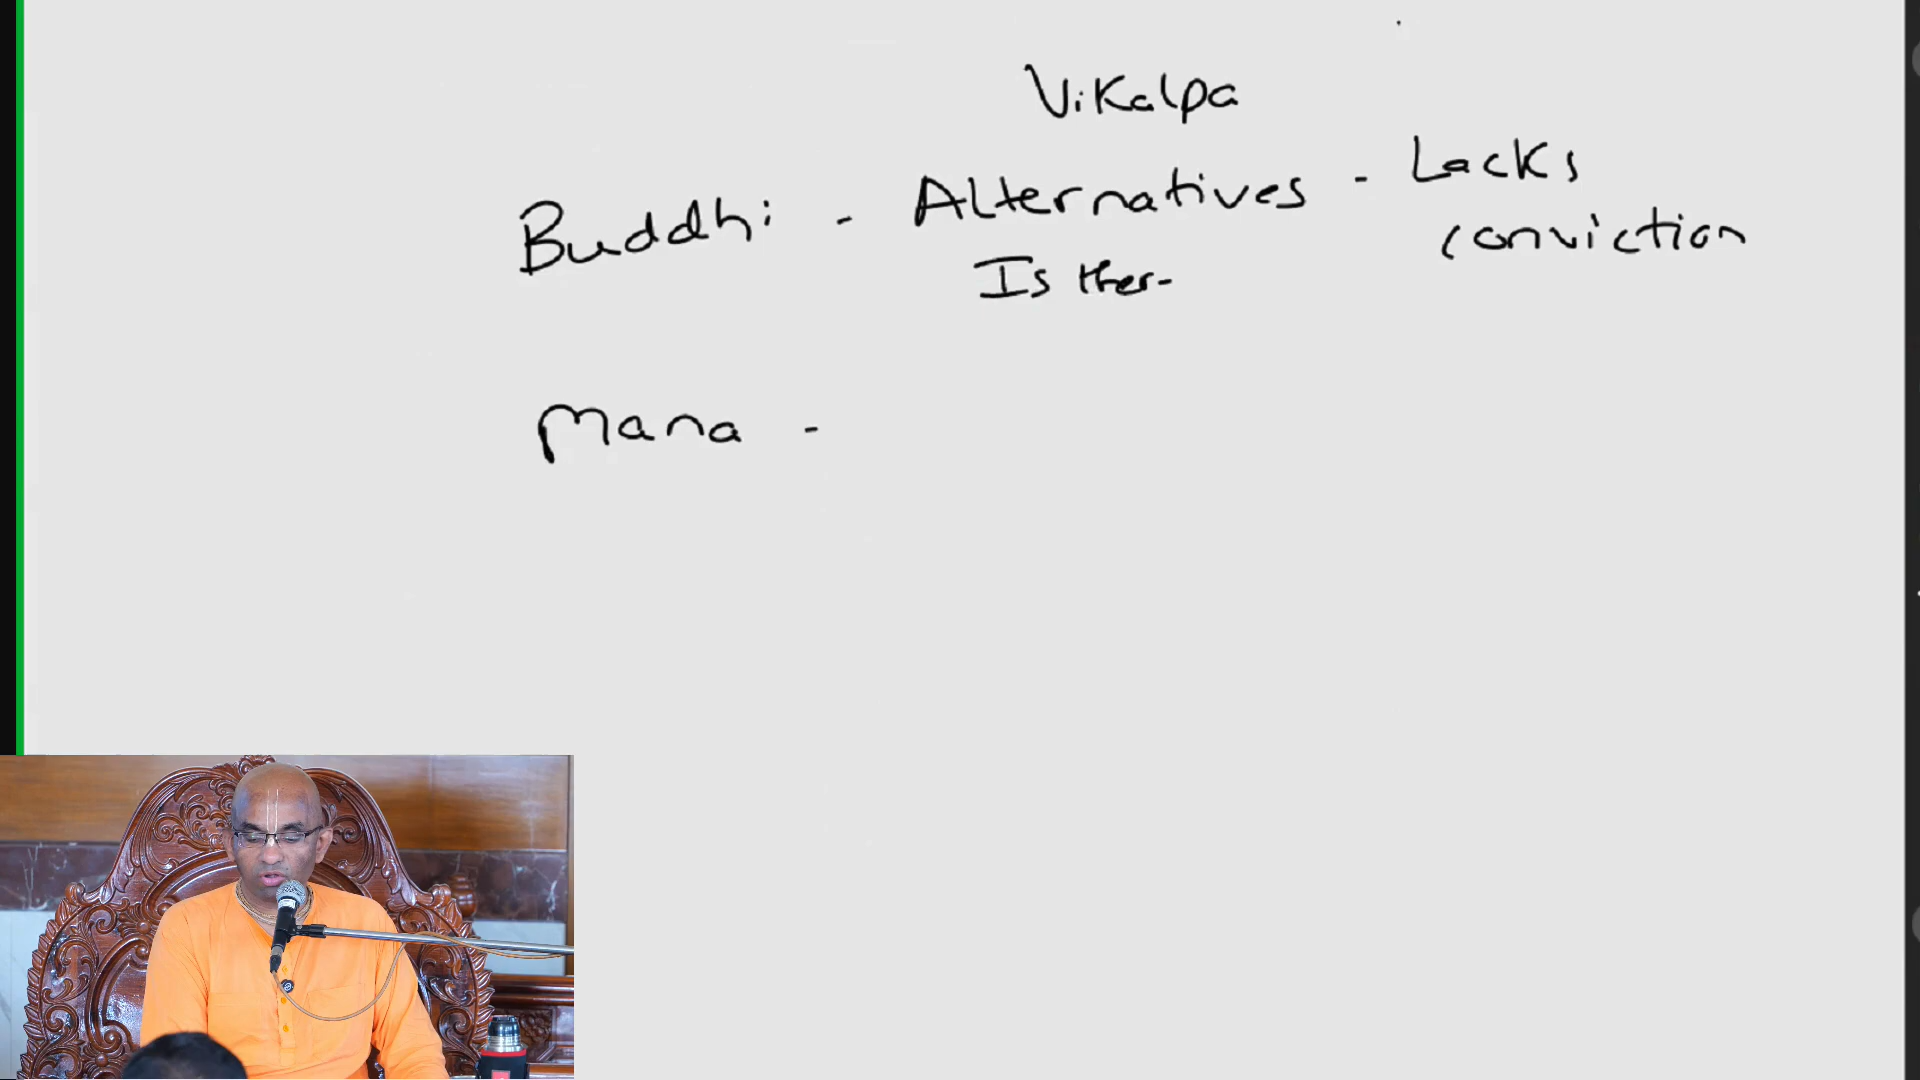 Vikalpa
Buddhi - Alternatives - Lacks
conviction
Is ther-
Mana -